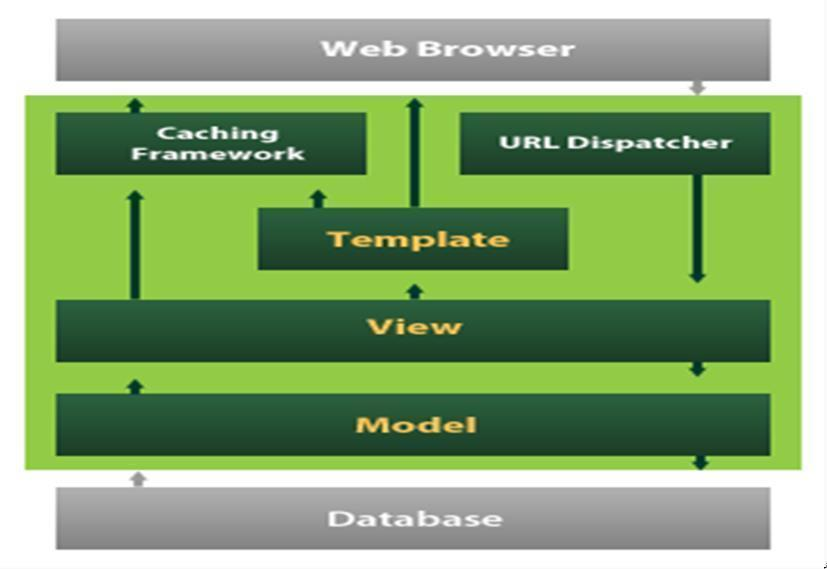 Web Browser
Caching
Framework
URL Dispatcher
Template
View
Model
Database